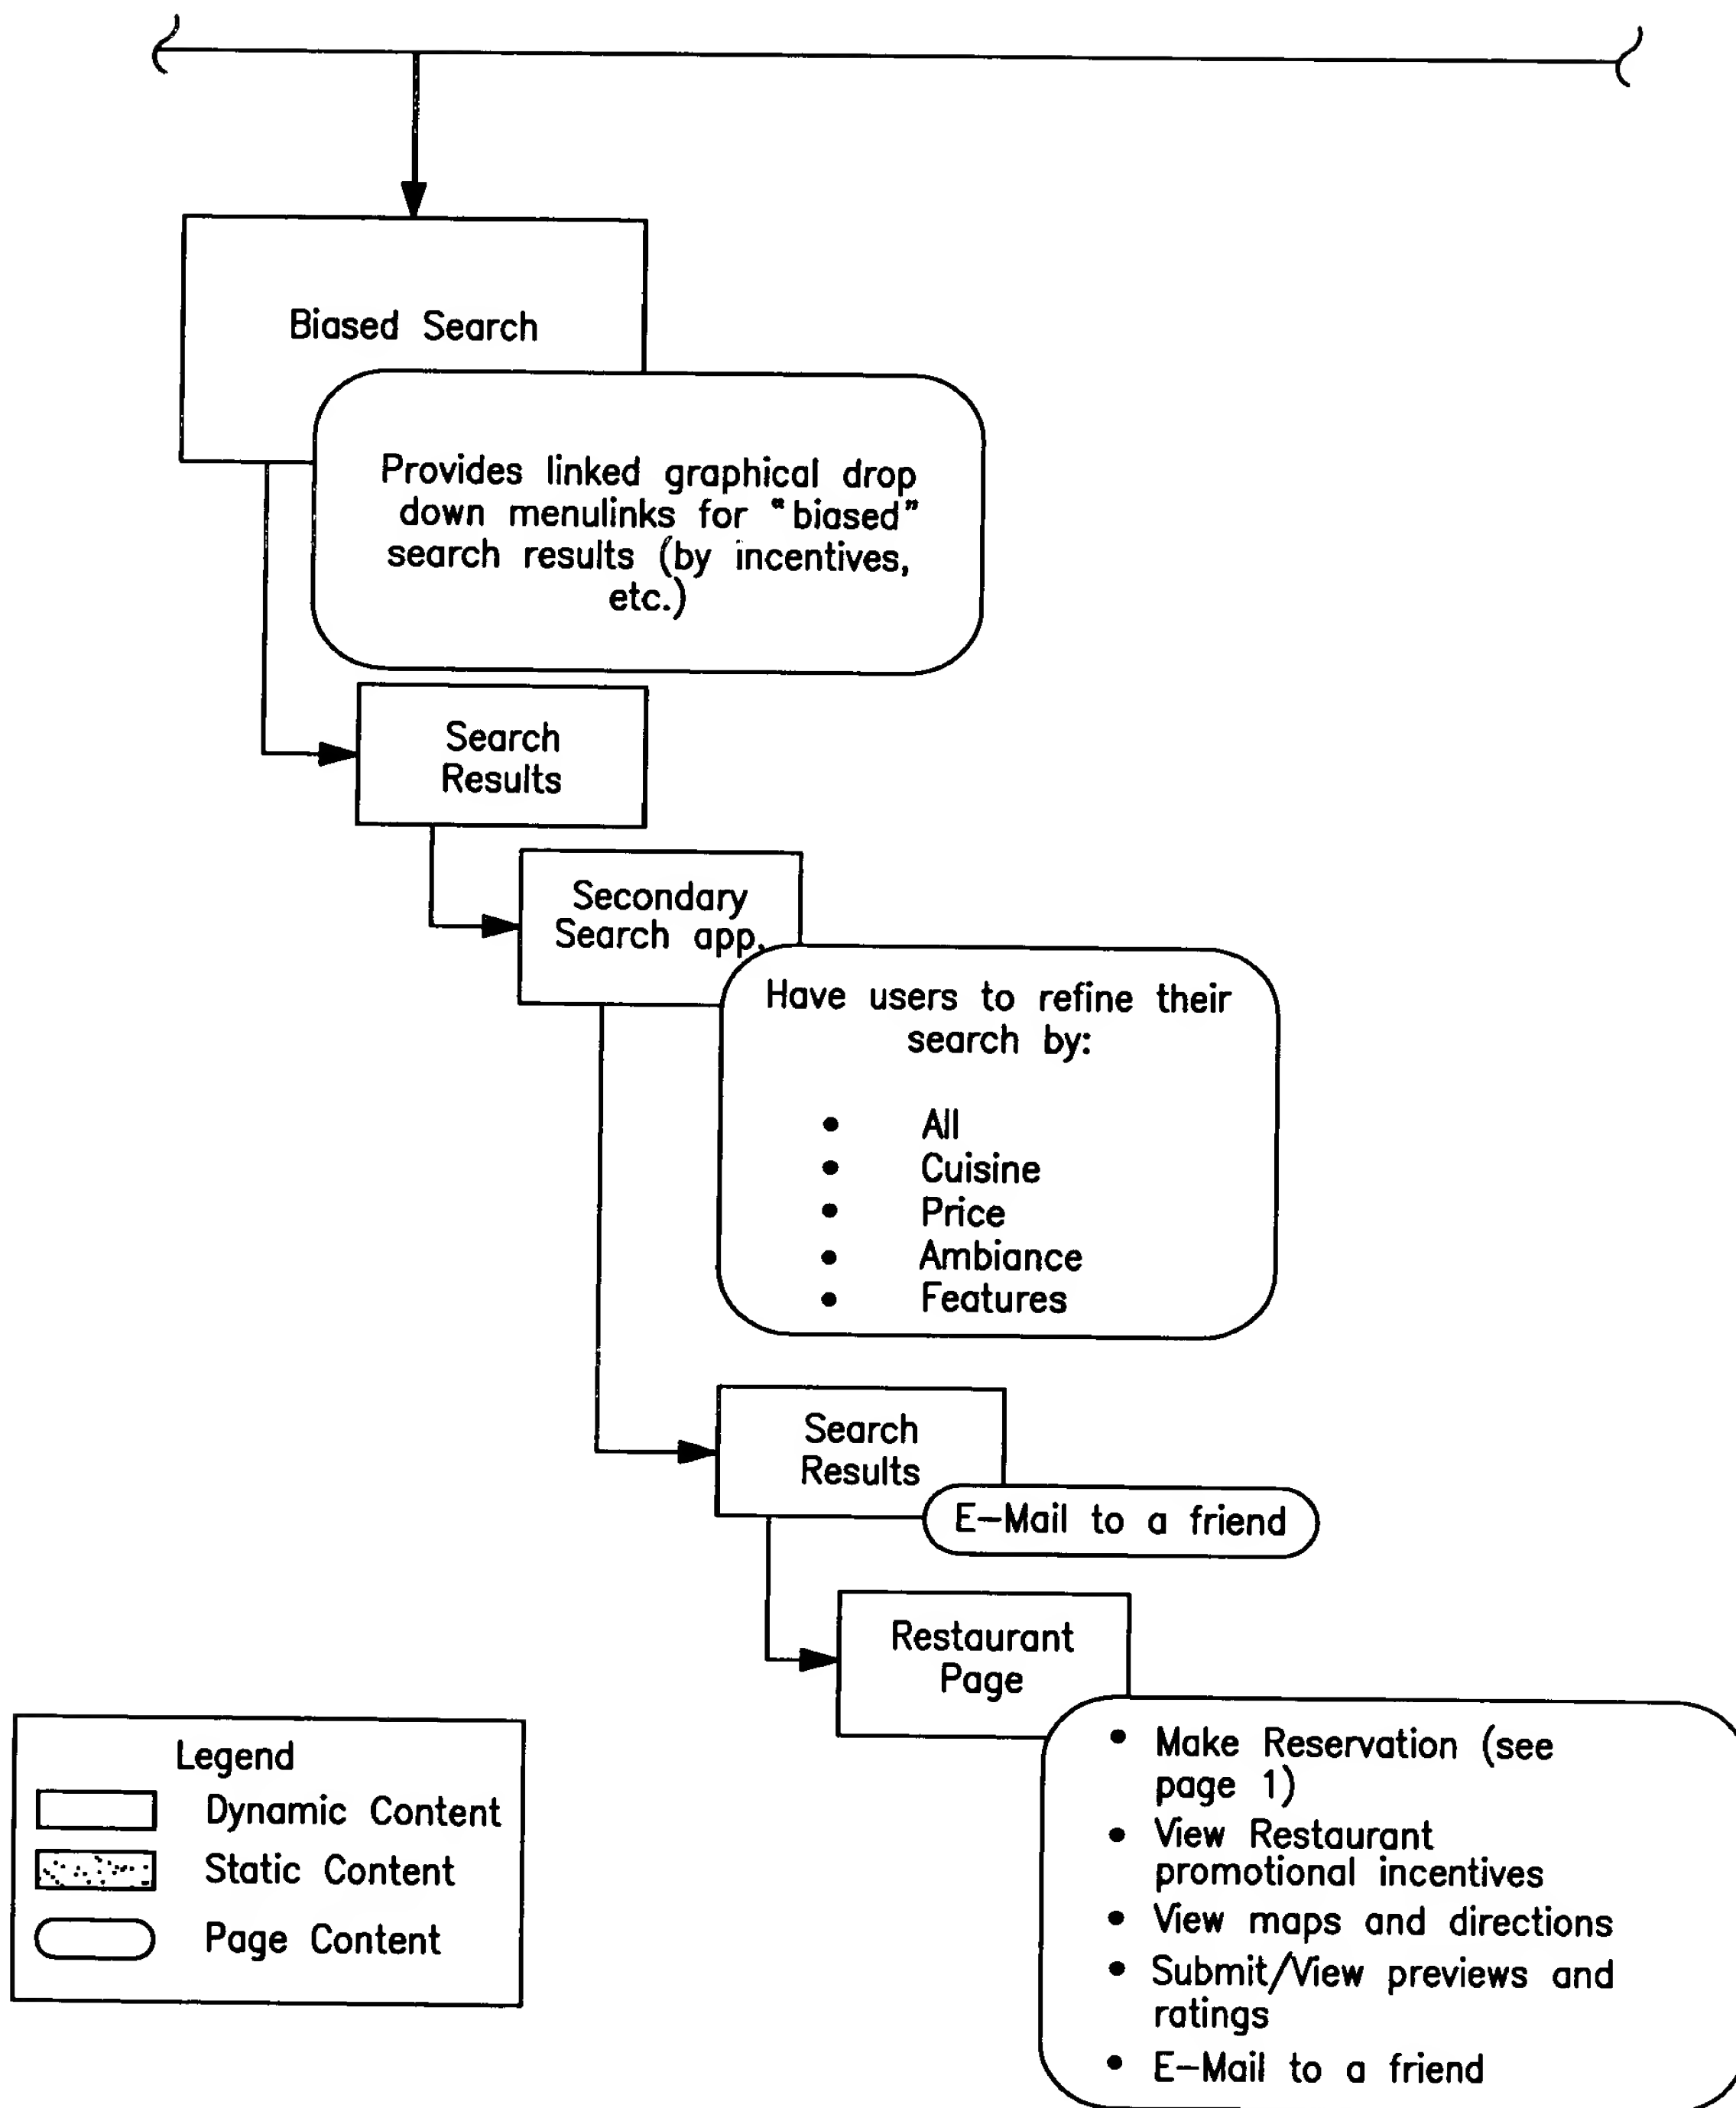 Biased Search
Provides linked graphical drop
down menulinks for "biased"
search results (by incentives,
etc.)
Search
Results
Secondary
Search app.
Have users to refine their
search by:
• All
• Cuisine
• Price
• Ambiance
• Features
Search
Results
E-Mail to a friend
Restaurant
Page
• Make Reservation (see
page 1)
• View Restaurant
promotional incentives
• View maps and directions
• Submit/View previews and
ratings
• E-Mail to a friend
Legend
Dynamic Content
Static Content
Page Content